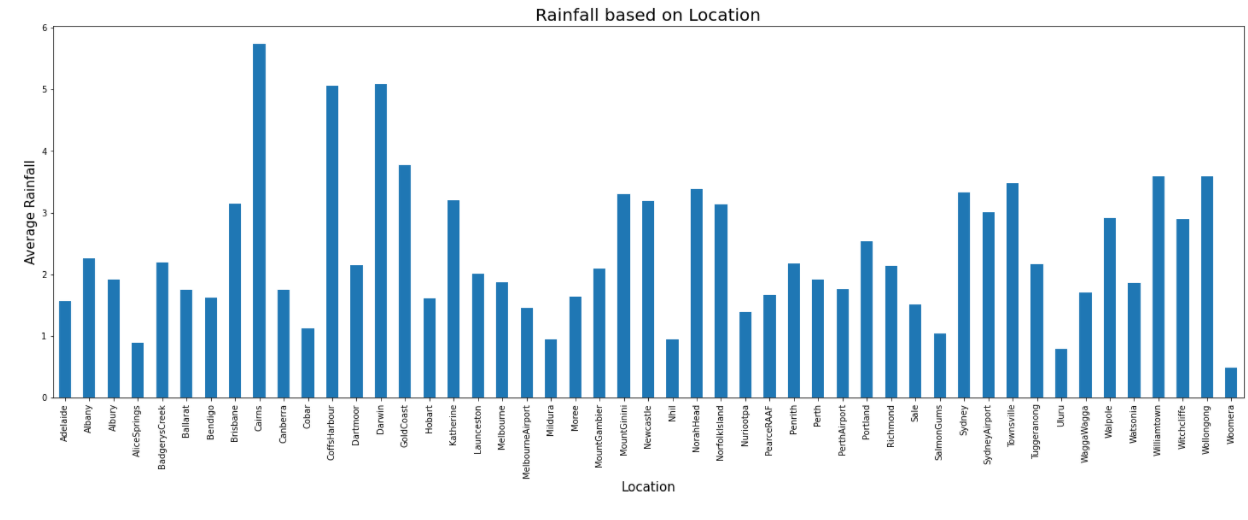 Rainfall based on Location
Average Rainfall
6
5
4
3
2
1
0
Adelaide
Albany
Albury
AliceSprings
BadgerysCreek
Ballarat
Bendigo
Brisbane
Cairns
Canberra
Cobar
CoffsHarbour
Dartmoor
Darwin
GoldCoast
Hobart
Katherine
Launceston
Melbourne
MelbourneAirport
Mildura
Moree
MountGambier
MountGinini
Newcastle
Nhil
NorahHead
NorfolkIsland
Nuriootpa
PearceRAAF
Penrith
Perth
PerthAirport
Portland
Richmond
Sale
SalmonGums
Sydney
SydneyAirport
Townsville
Tuggeranong
Uluru
WaggaWagga
Walpole
Watsonia
Williamtown
Witchcliffe
Wollongong
Woomera
Location